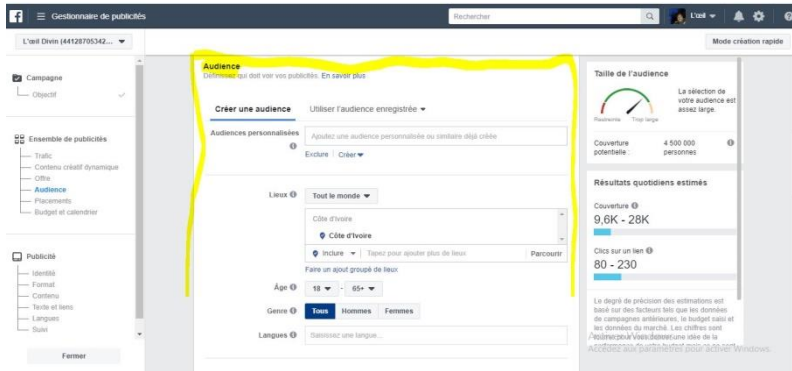 Gestionnaire de publicités
Rechercher
L'œil
L'œil Divin (44128705342...
Mode création rapide
Campagne
Objectif
Ensemble de publicités
Trafic
Contenu créatif dynamique
Offre
Audience
Placements
Budget et calendrier
Publicité
Identité
Format
Contenu
Texte et liens
Langues
Suivi
Fermer
Audience
Définissez qui doit voir vos publicités. En savoir plus
Créer une audience
Utiliser l'audience enregistrée
Audiences personnalisées
Ajoutez une audience personnalisée ou similaire déjà créée
Exclure | Créer
Lieux
Tout le monde
Côte d'Ivoire
Côte d'Ivoire
Inclure
Tapez pour ajouter plus de lieux
Parcourir
Faire un ajout groupé de lieux
Âge
18 - 65+
Genre
Tous Hommes Femmes
Langues
Saisissez une langue...
Taille de l'audience
La sélection de
votre audience est
assez large.
Restreinte
Trop large
Couverture
potentielle :
4 500 000
personnes
Résultats quotidiens estimés
Couverture
9,6K - 28K
Clics sur un lien
80 - 230
Le degré de précision des estimations est
basé sur des facteurs tels que les données
de campagnes antérieures, le budget saisi et
les données du marché. Les chiffres sont
une idée de la
Accédez aux paramètres pour activer Windows.